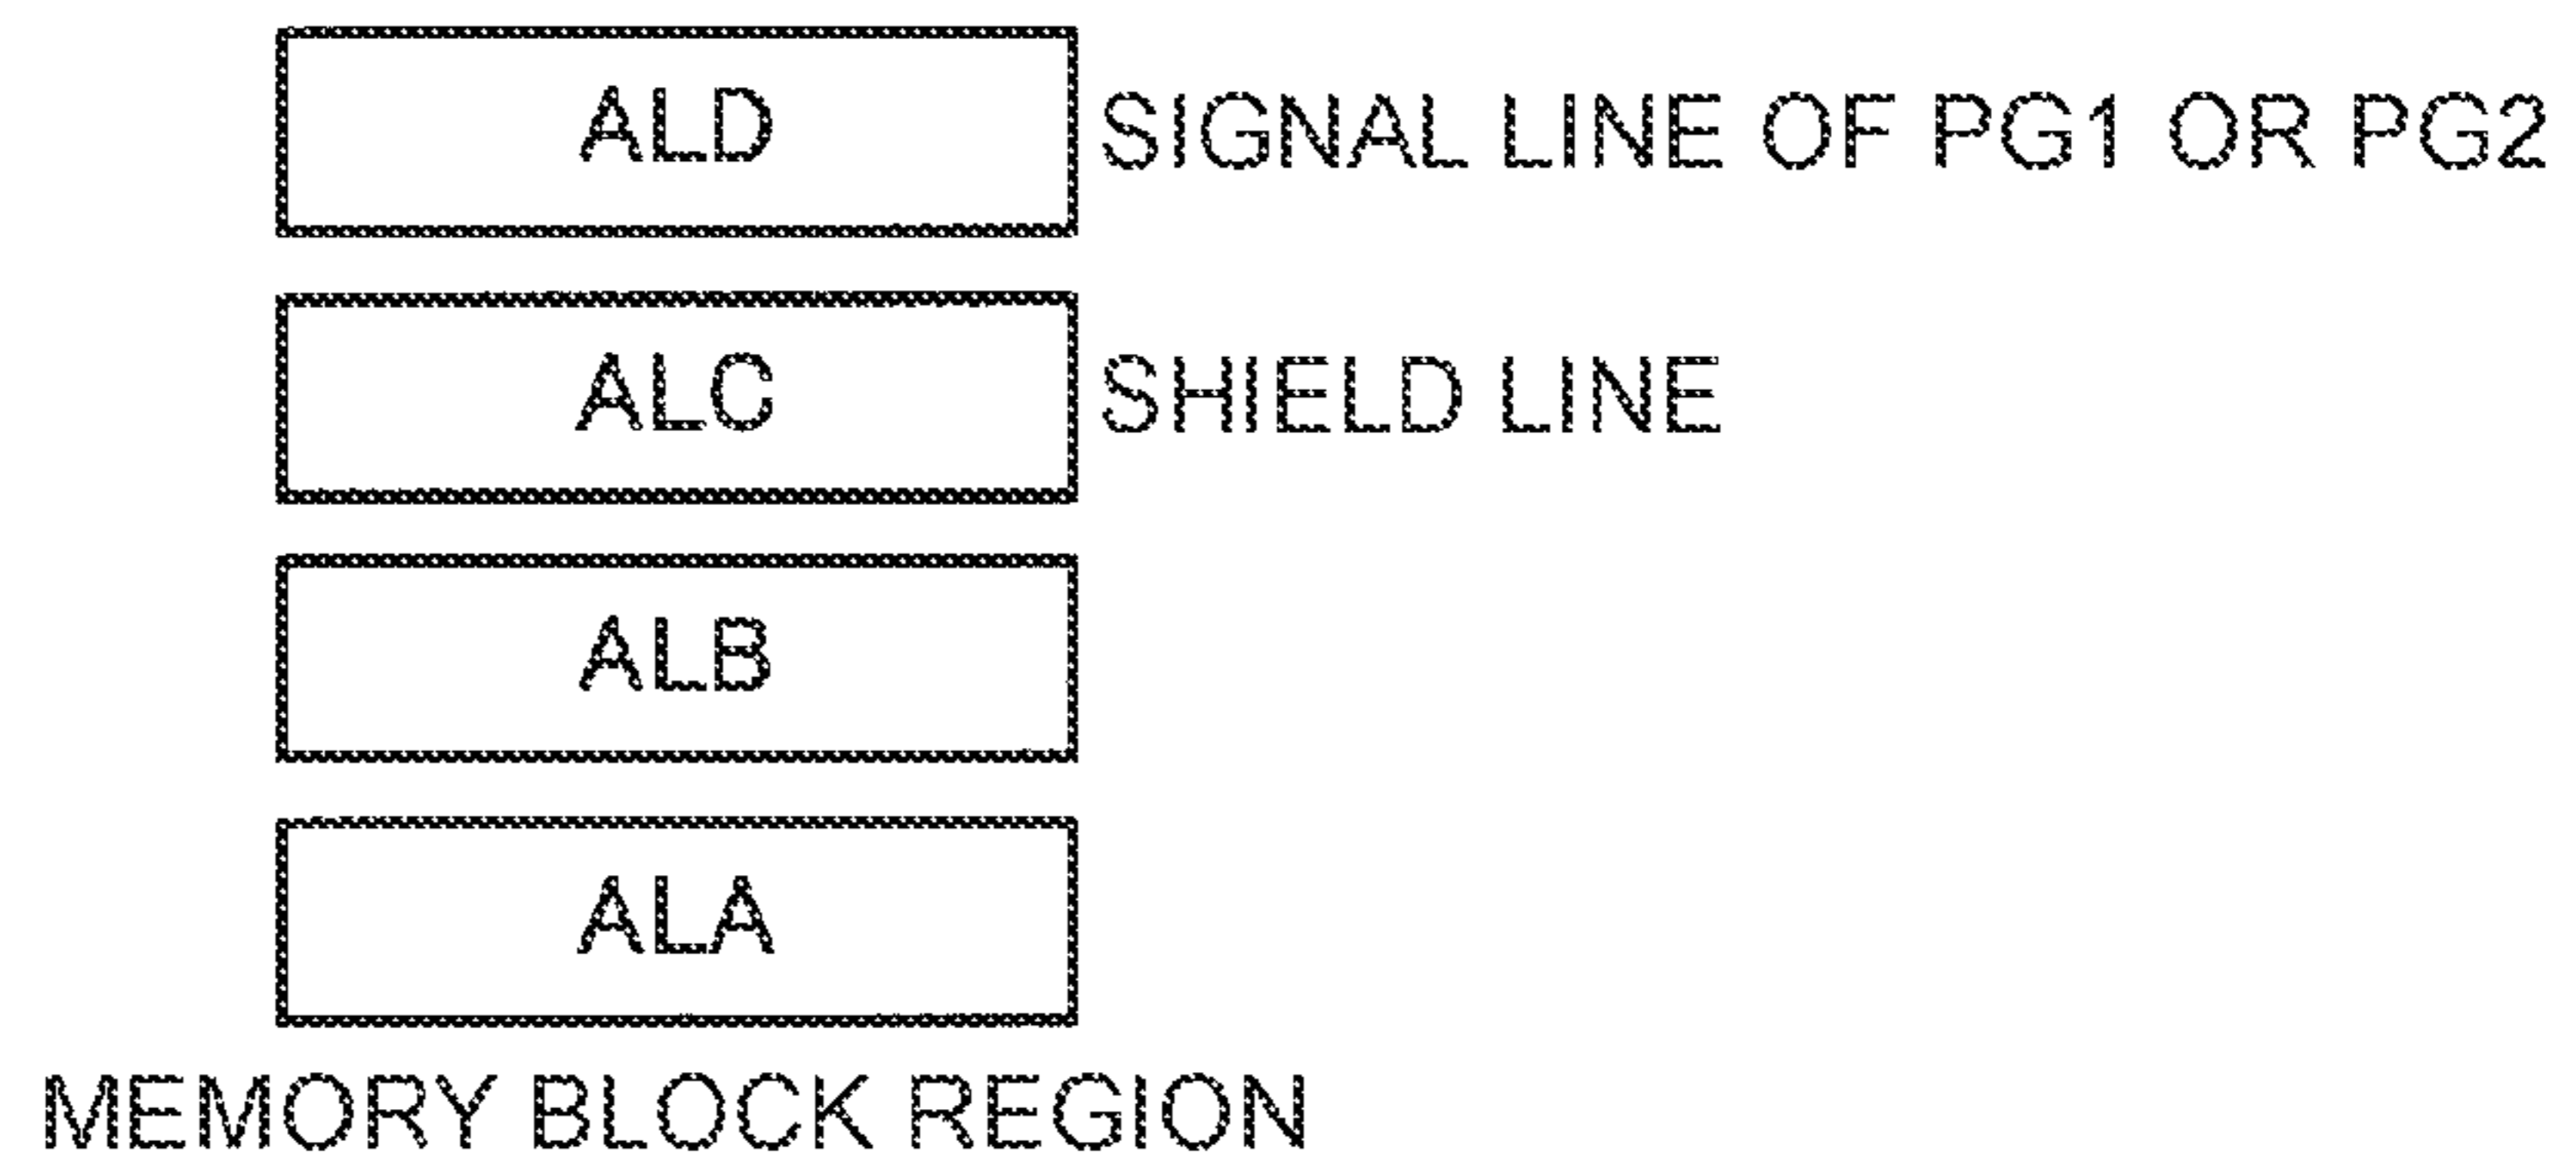 ALD SIGNAL LINE OF PG1 OR PG2
ALC SHIELD LINE
ALB
ALA
MEMORY BLOCK REGION